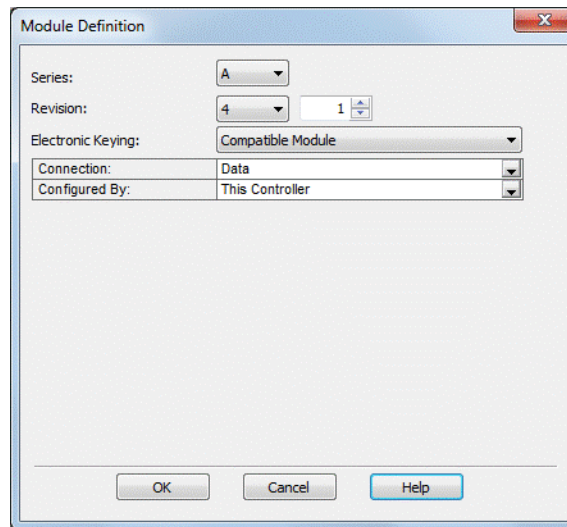 Module Definition
Series: A
Revision: 4 1
Electronic Keying: Compatible Module
Connection: Data
Configured By: This Controller
OK Cancel Help